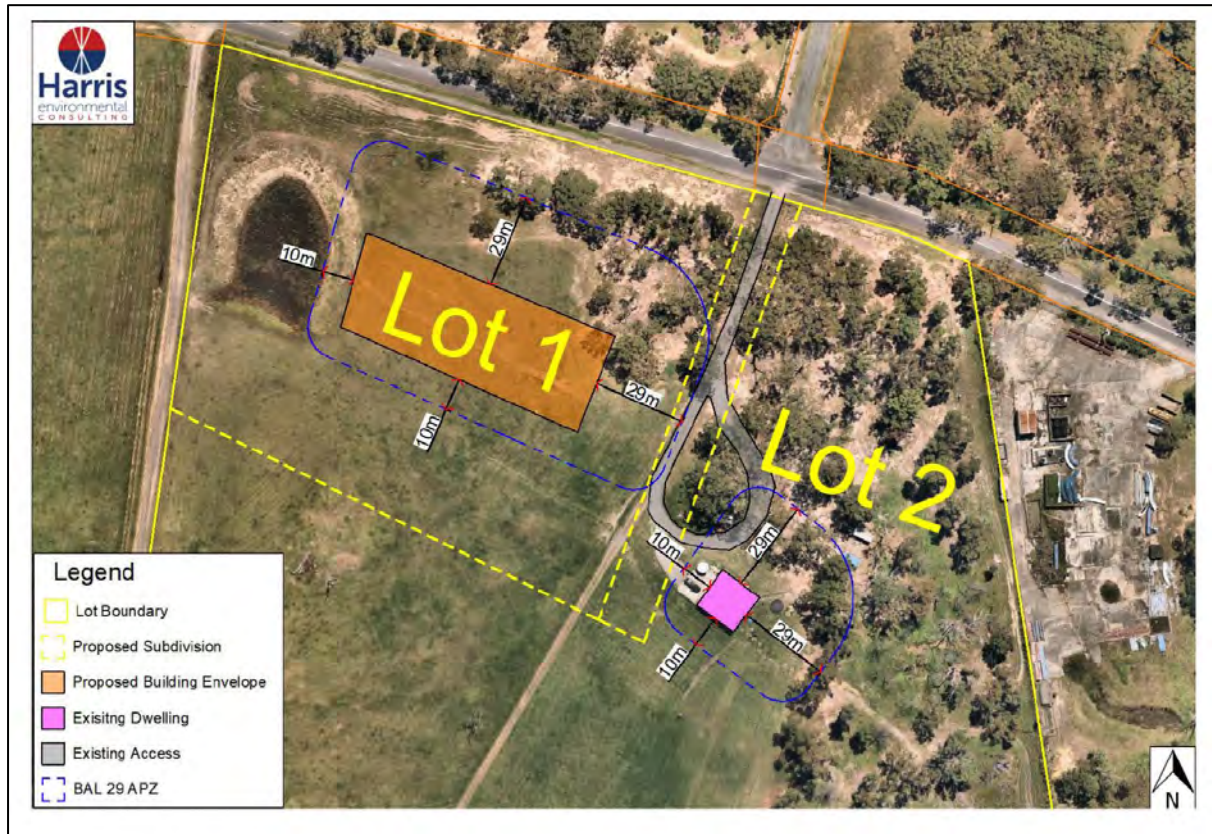 Harris
environmental
CONSULTING
10m
29m
Lot 1
29m
10m
Lot 2
10m
29m
29m
10m
Legend
Lot Boundary
Proposed Subdivision
Proposed Building Envelope
Exisitng Dwelling
Existing Access
BAL 29 APZ
N